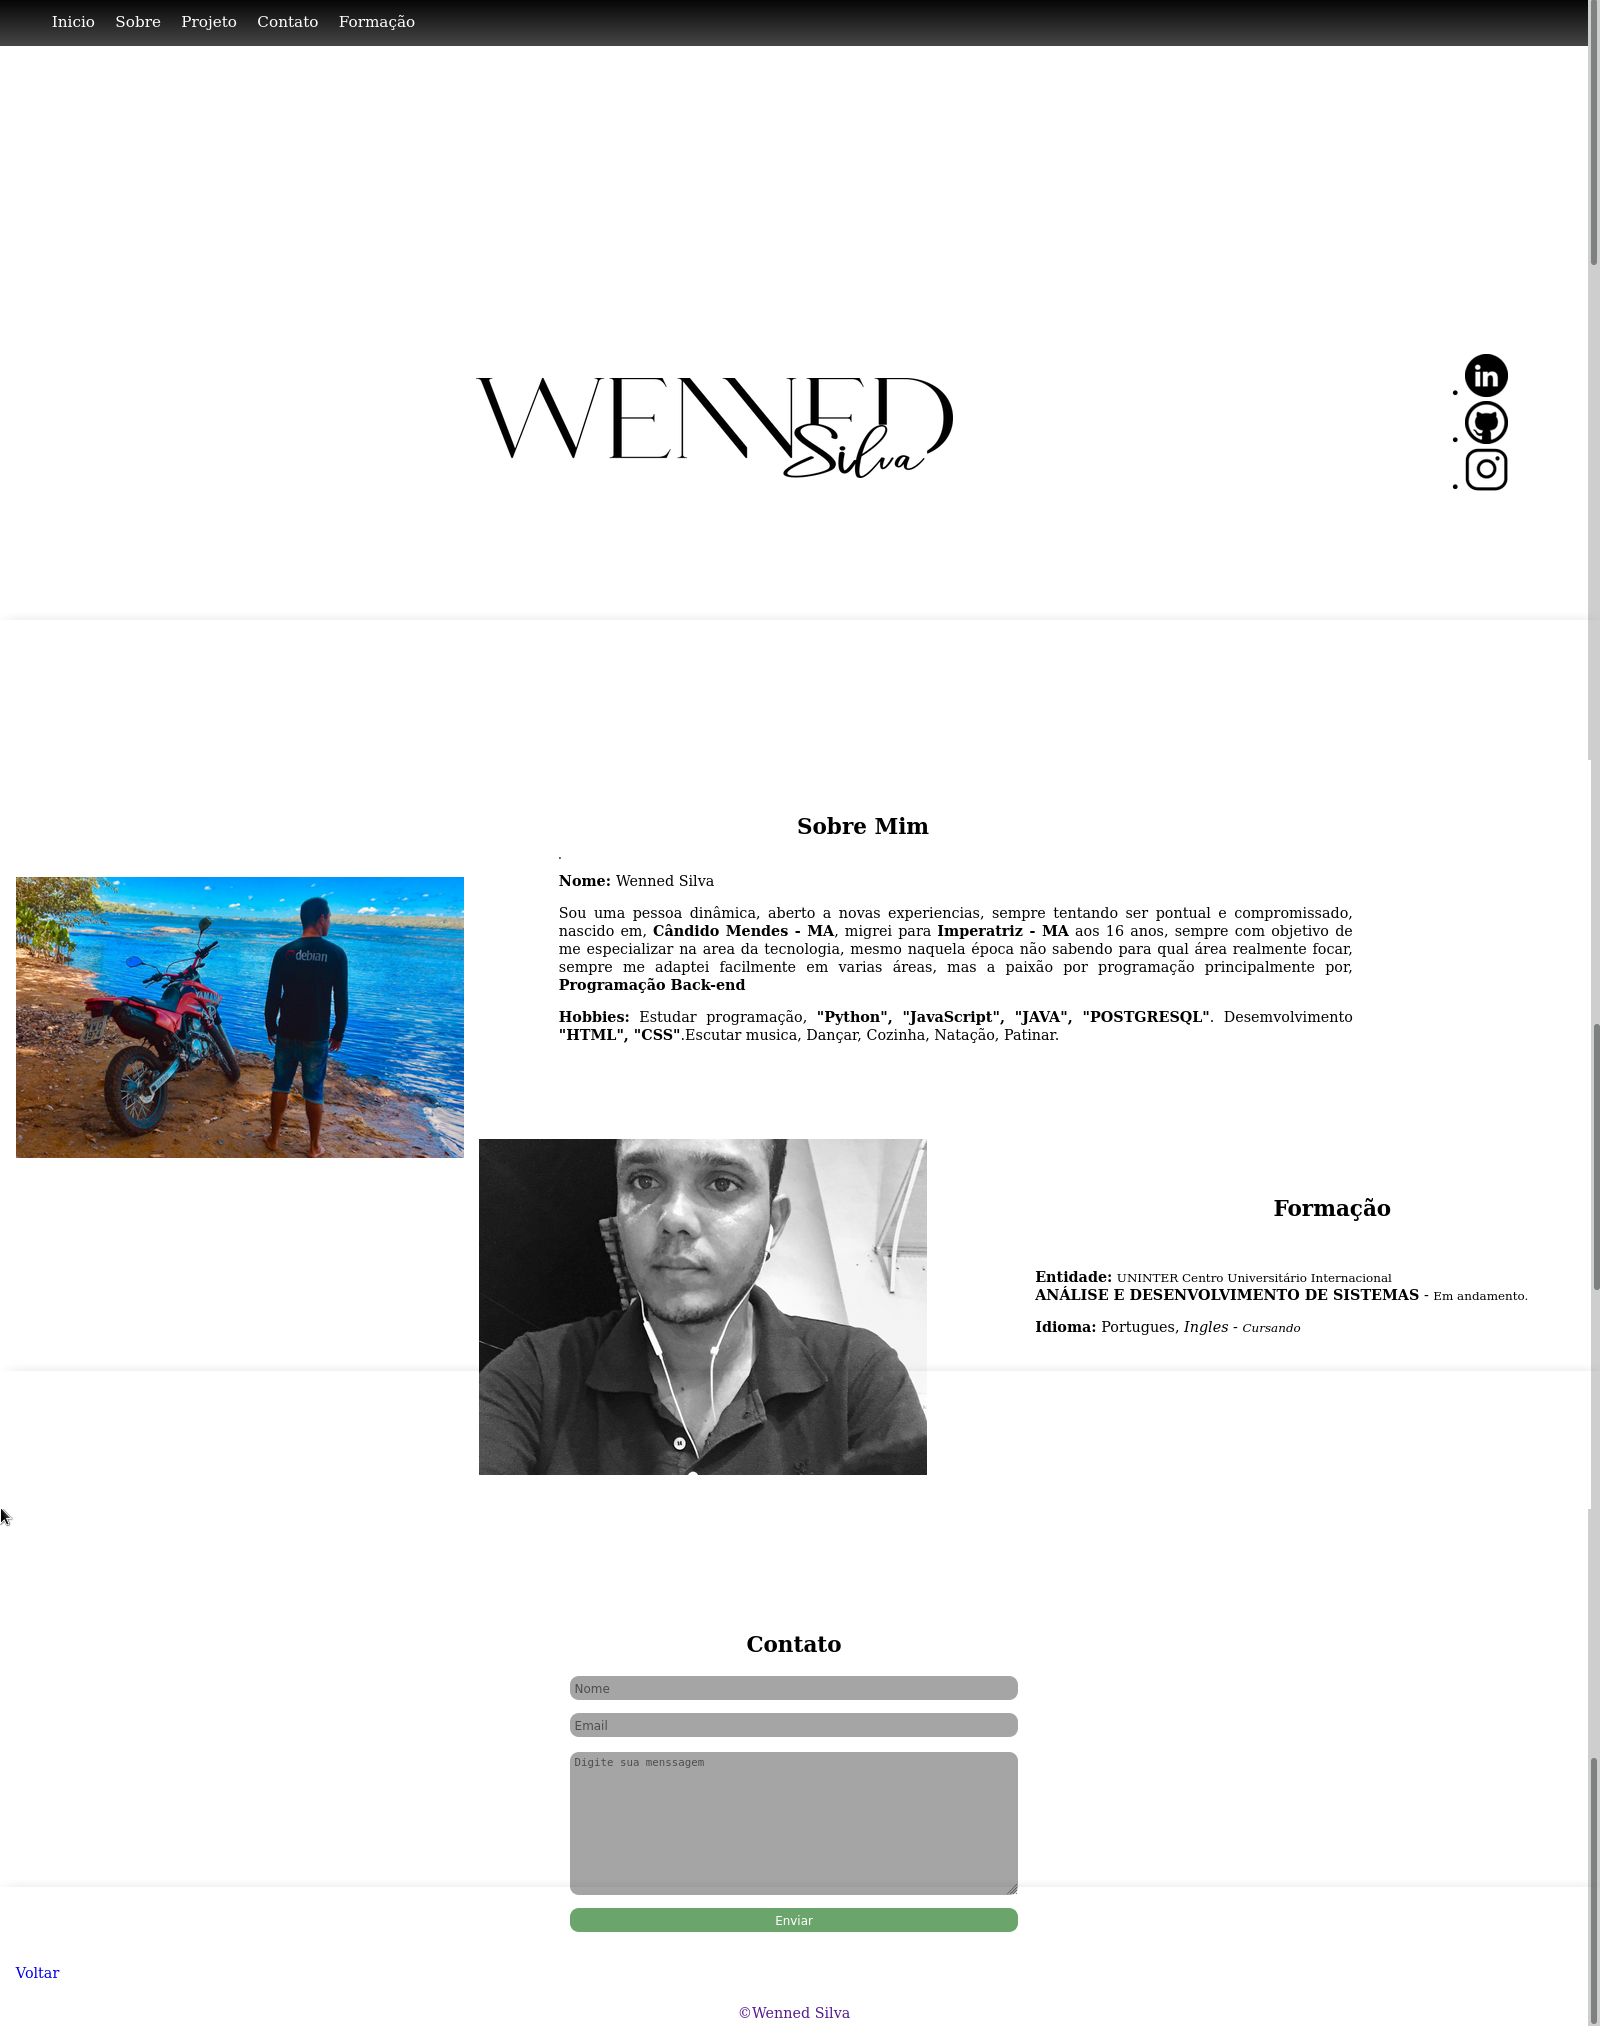 Inicio Sobre Projeto Contato Formação
WENNED
Silva
in
Sobre Mim
.
Nome: Wenned Silva
Sou uma pessoa dinâmica, aberto a novas experiencias, sempre tentando ser pontual e compromissado,
nascido em, Cândido Mendes - MA, migrei para Imperatriz - MA aos 16 anos, sempre com objetivo de
me especializar na area da tecnologia, mesmo naquela época não sabendo para qual área realmente focar,
sempre me adaptei facilmente em varias áreas, mas a paixão por programação principalmente por,
Programação Back-end
Hobbies: Estudar programação, "Python", "JavaScript", "JAVA", "POSTGRESQL". Desemvolvimento
"HTML", "CSS".Escutar musica, Dançar, Cozinha, Natação, Patinar.
debian
YAMAHA
Formação
Entidade: UNINTER Centro Universitário Internacional
ANÁLISE E DESENVOLVIMENTO DE SISTEMAS - Em andamento.
Idioma: Portugues, Ingles - Cursando
Contato
Nome
Email
Digite sua menssagem
Enviar
Voltar
©Wenned Silva